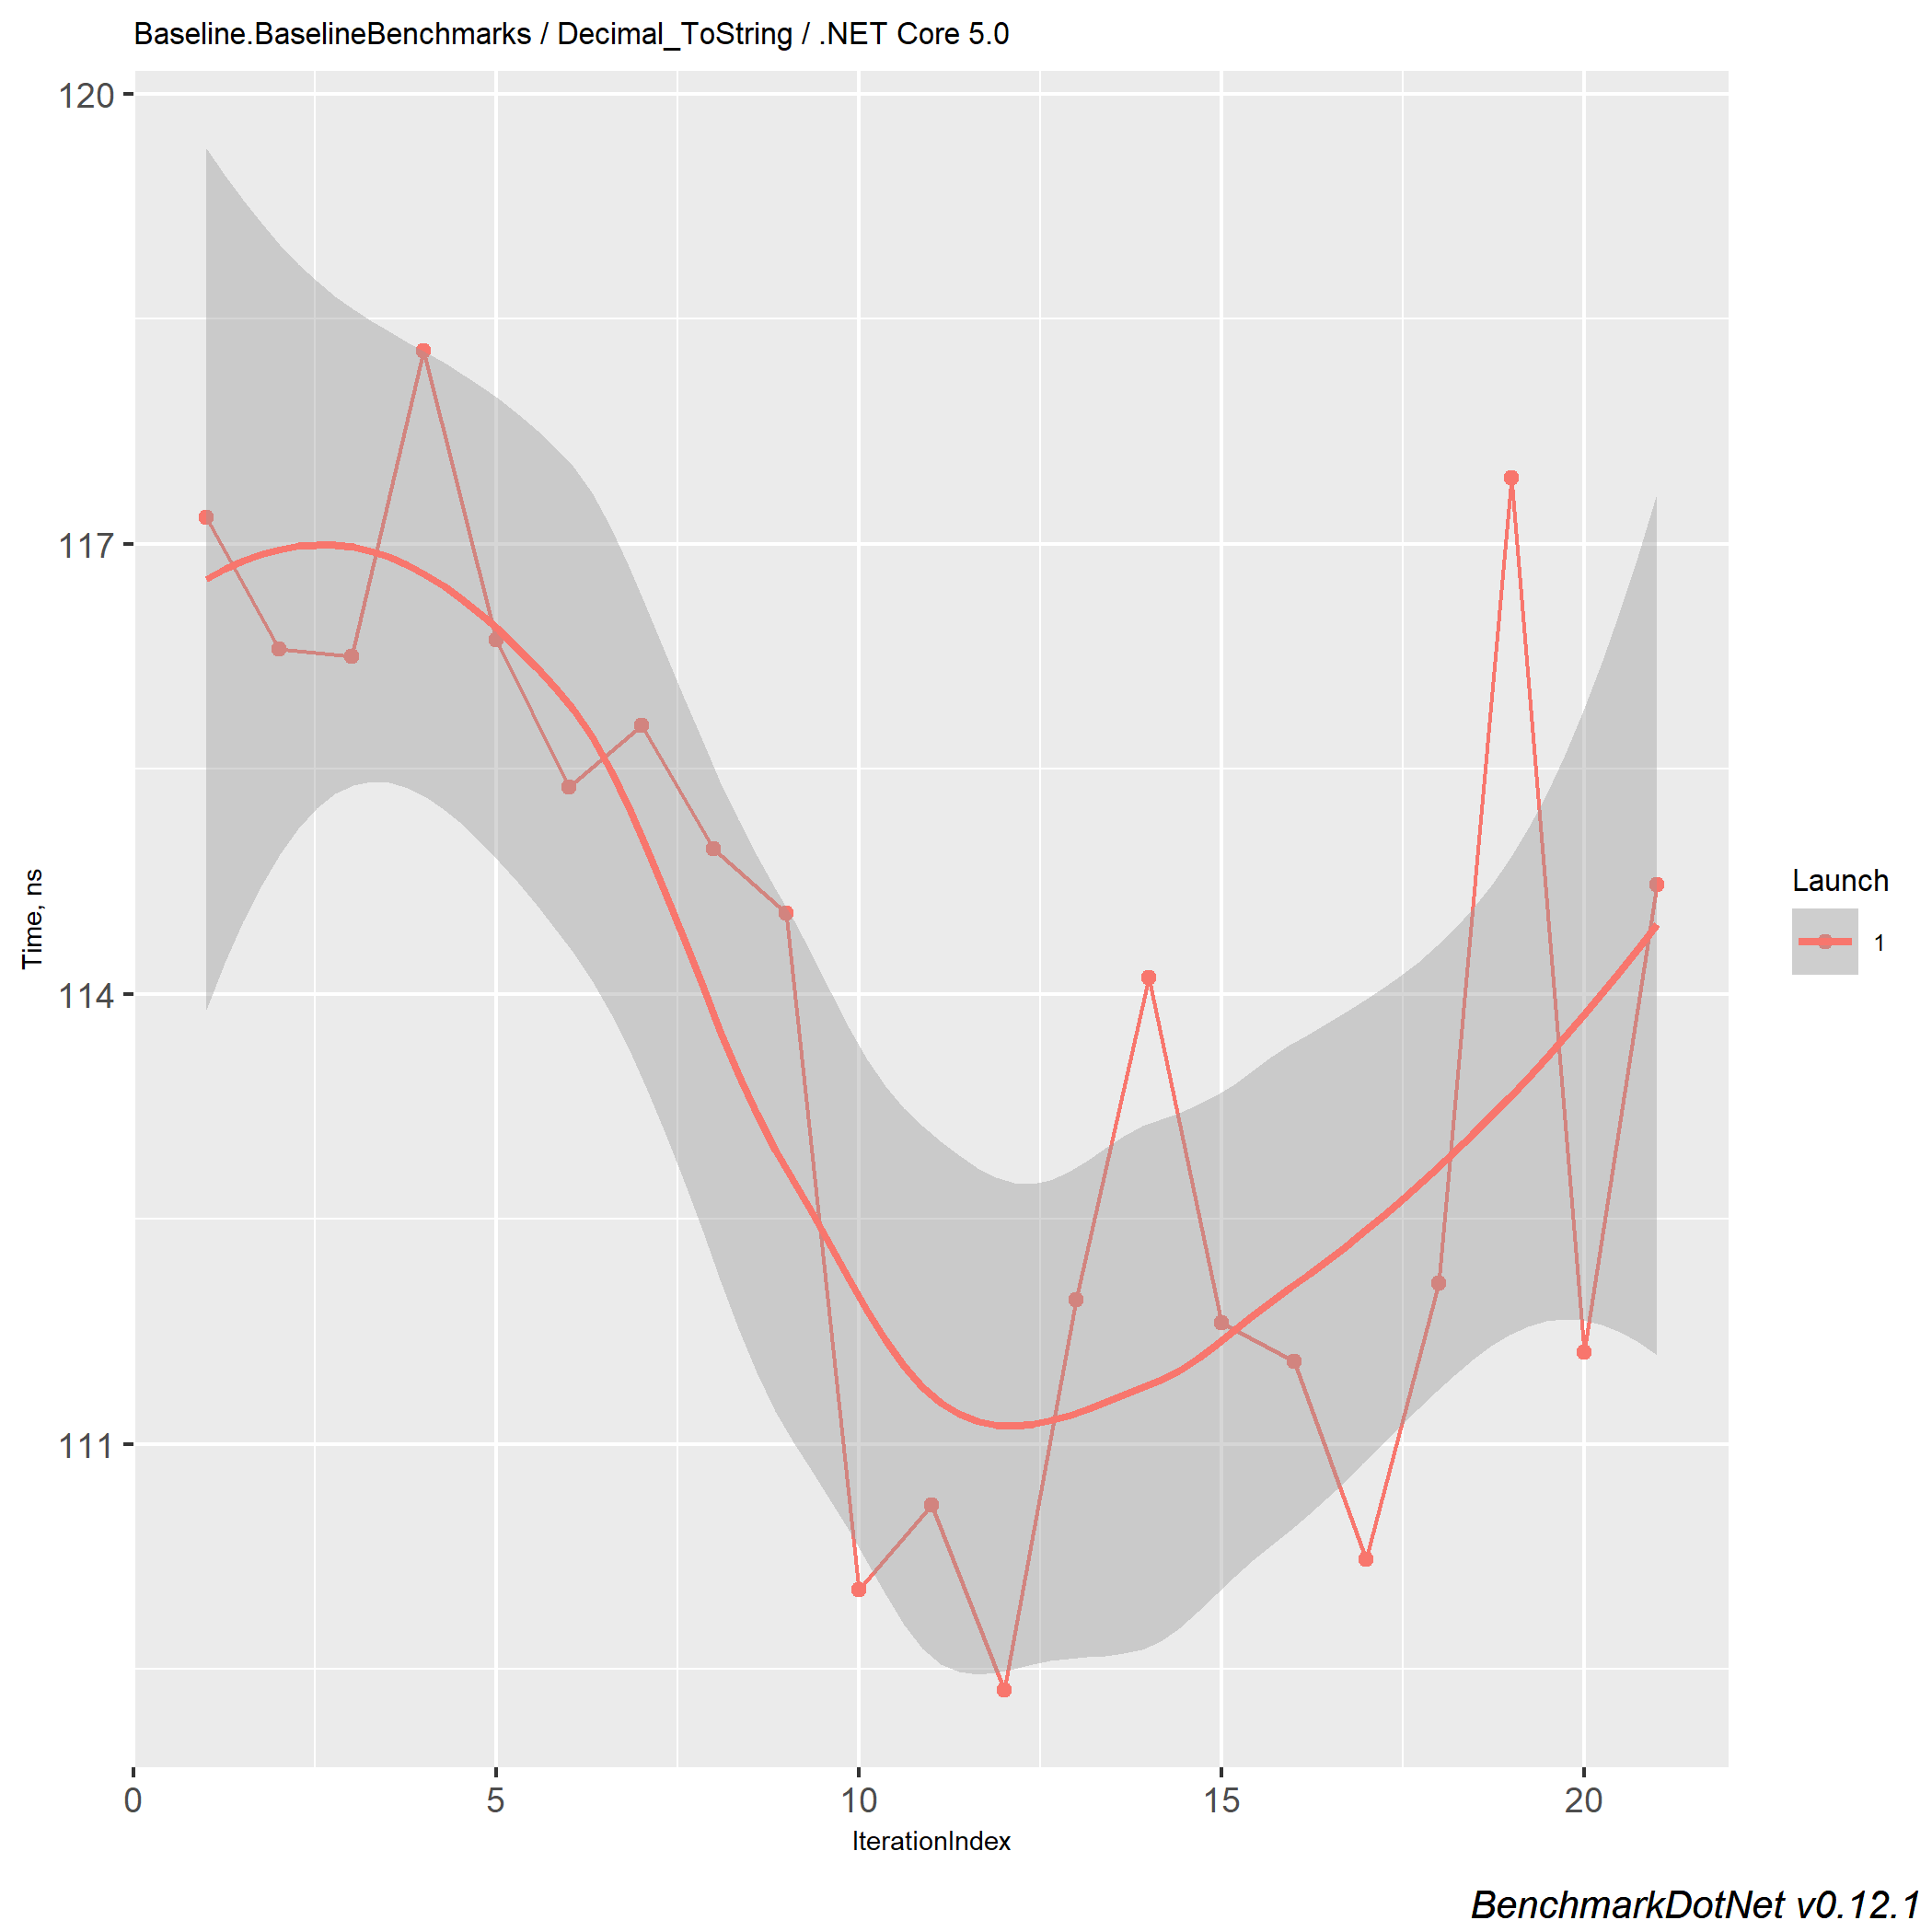 Baseline.BaselineBenchmarks / Decimal_ToString / .NET Core 5.0
120
117
114
111
Time, ns
0 5 10 15 20
IterationIndex
Launch
1
BenchmarkDotNet v0.12.1